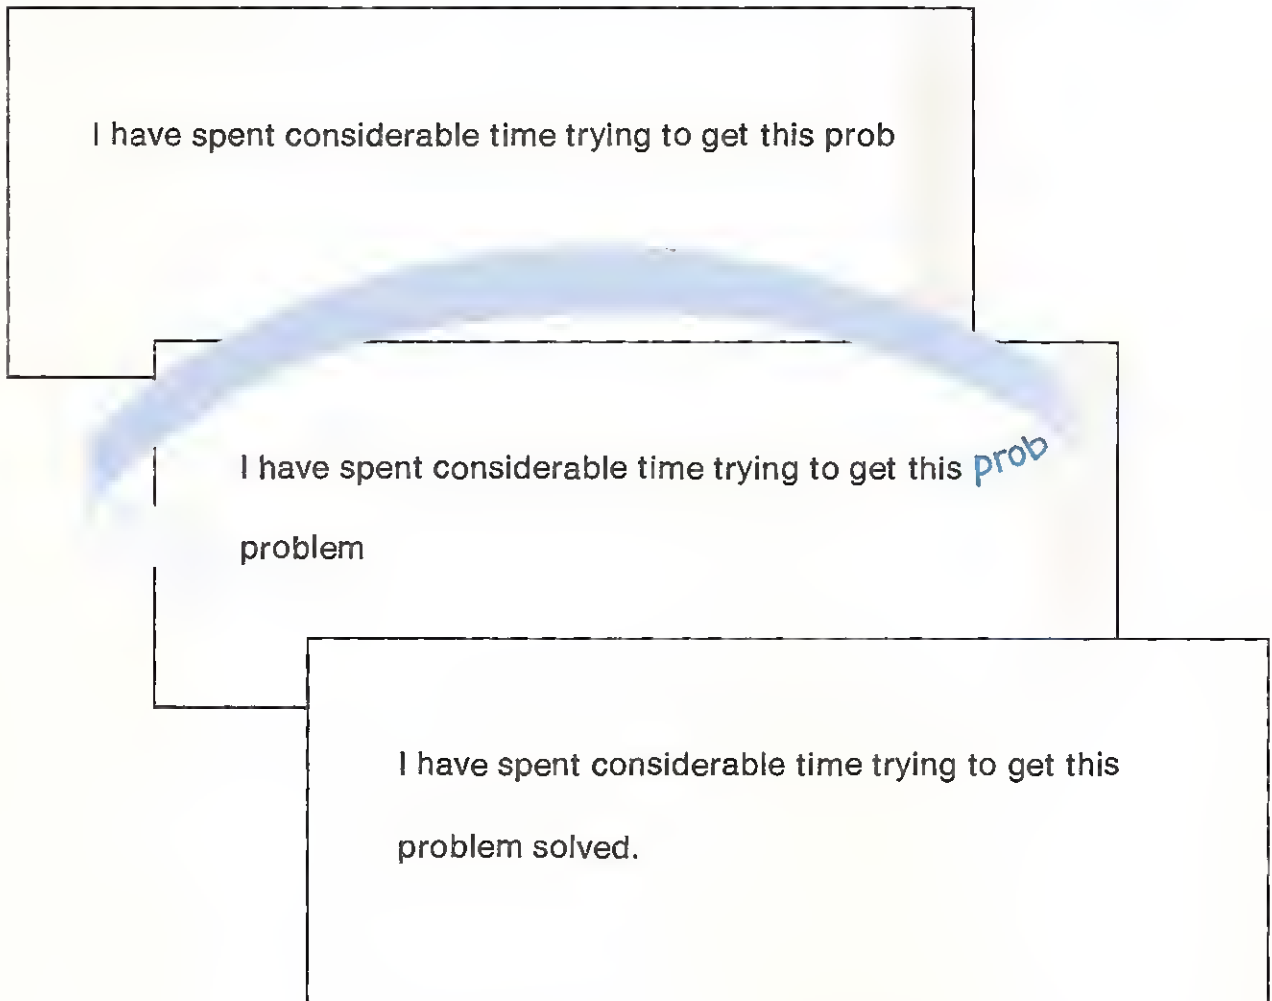 I have spent considerable time trying to get this prob
I have spent considerable time trying to get this prob
problem
I have spent considerable time trying to get this
problem solved.